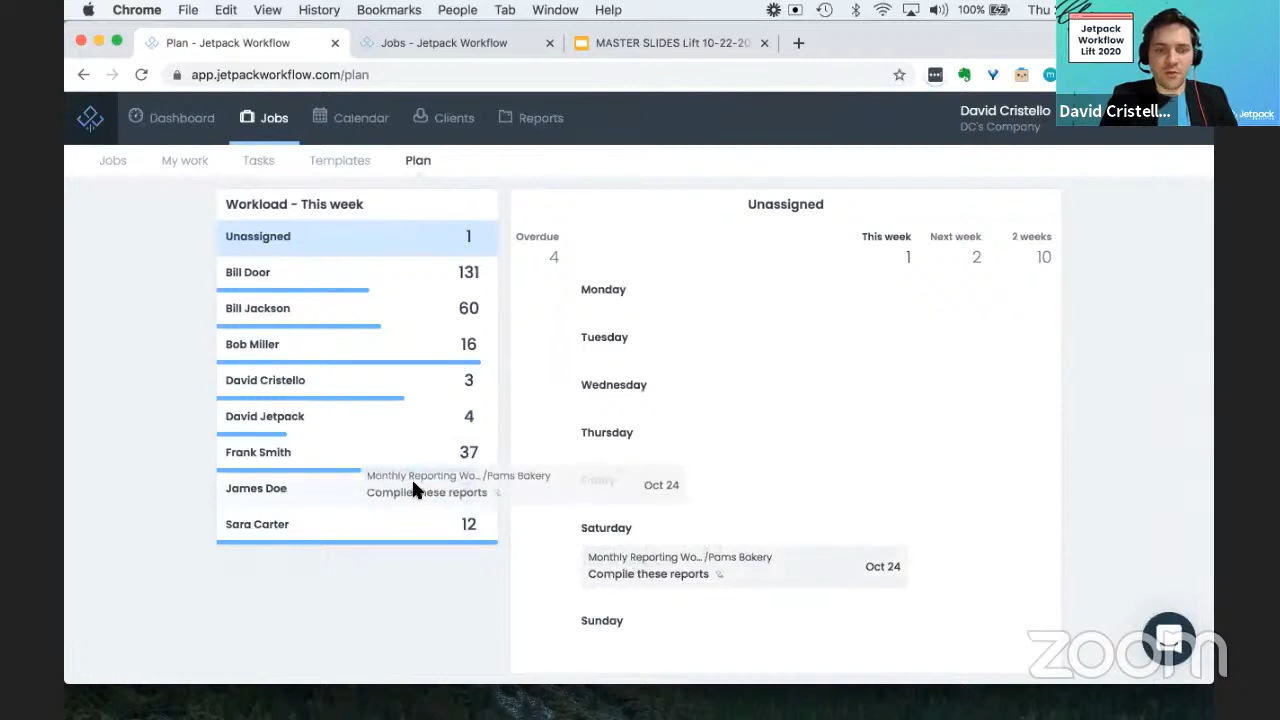 Chrome File Edit View History Bookmarks People Tab Window Help 100% Thu
Plan - Jetpack Workflow
Jobs - Jetpack Workflow
MASTER SLIDES Lift 10-22-20
app.jetpackworkflow.com/plan
Jetpack
Workflow
Lift 2020
David Cristell...
Jetpack
Dashboard Jobs Calendar Clients Reports
David Cristello
DC's Company
Jobs My work Tasks Templates Plan
Workload - This week
Unassigned 1
Bill Door 131
Bill Jackson 60
Bob Miller 16
David Cristello 3
David Jetpack 4
Frank Smith 37
James Doe
Sara Carter 12
Monthly Reporting Wo... /Pams Bakery
Compile these reports
Oct 24
Unassigned
Overdue This week Next week 2 weeks
4 1 2 10
Monday
Tuesday
Wednesday
Thursday
Friday
Saturday
Monthly Reporting Wo... /Pams Bakery
Compile these reports
Oct 24
Sunday
zoom